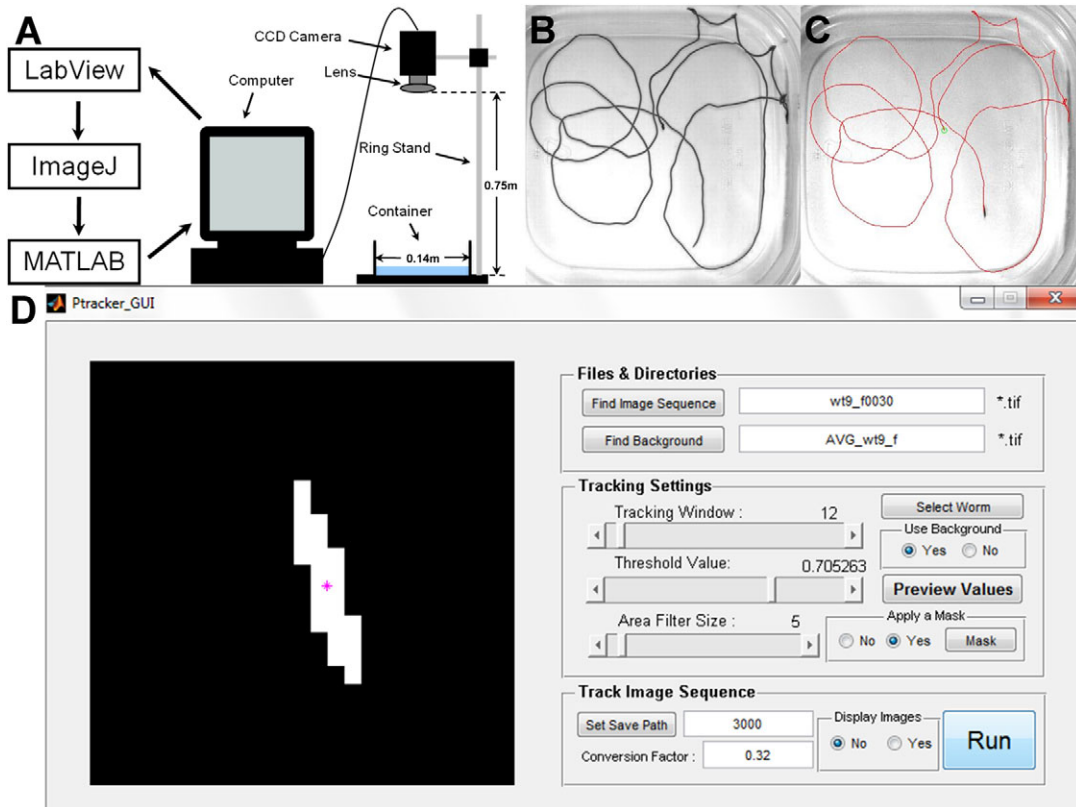 A
LabView
ImageJ
MATLAB
Computer
CCD Camera
Lens
Ring Stand
0.75m
Container
0.14m
B
C
D
Ptracker_GUI
Files & Directories
Find Image Sequence
wt9_f0030
*.tif
Find Background
AVG_wt9_f
*.tif
Tracking Settings
Tracking Window :
12
Select Worm
Use Background
Yes
No
Threshold Value:
0.705263
Preview Values
Area Filter Size :
5
Apply a Mask
No
Yes
Mask
Track Image Sequence
Set Save Path
3000
Conversion Factor :
0.32
Display Images
No
Yes
Run